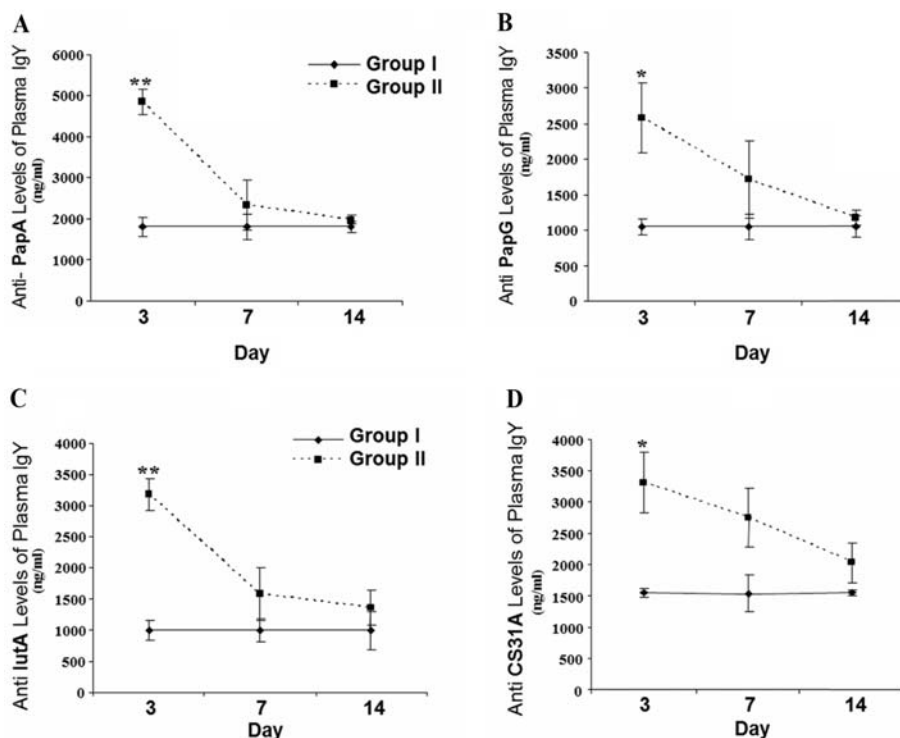 A
Anti- PapA Levels of Plasma IgY
(ng/ml)
6000
5000
4000
3000
2000
1000
0
**
Group I
Group II
3 7 14
Day
B
Anti PapG Levels of Plasma IgY
(ng/ml)
3500
3000
2500
2000
1500
1000
500
0
*
3 7 14
Day
C
Anti IutA Levels of Plasma IgY
(ng/ml)
4000
3500
3000
2500
2000
1500
1000
500
0
**
Group I
Group II
3 7 14
Day
D
Anti CS31A Levels of Plasma IgY
(ng/ml)
4000
3500
3000
2500
2000
1500
1000
500
0
*
3 7 14
Day